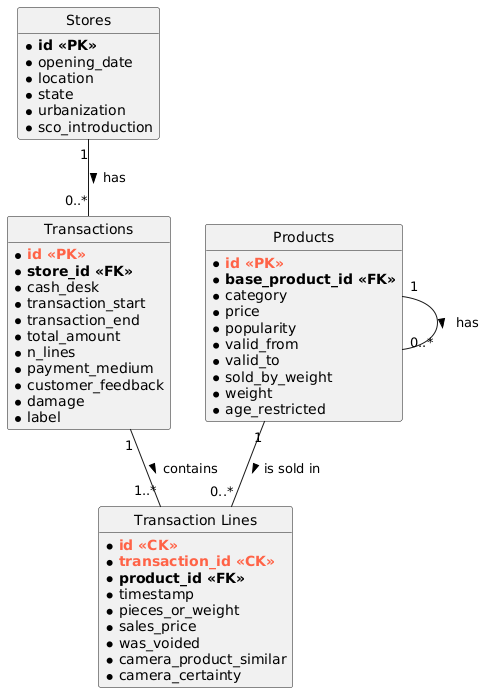 Stores
id «PK»
opening_date
location
state
urbanization
sco_introduction
1
has
0..*
Transactions
id «PK»
store_id «FK»
cash_desk
transaction_start
transaction_end
total_amount
n_lines
payment_medium
customer_feedback
damage
label
Products
id «PK»
base_product_id «FK»
category
price
popularity
valid_from
valid_to
sold_by_weight
weight
age_restricted
1
has
0..*
1
contains
1..*
1
is sold in
0..*
Transaction Lines
id «CK»
transaction_id «CK»
product_id «FK»
timestamp
pieces_or_weight
sales_price
was_voided
camera_product_similar
camera_certainty